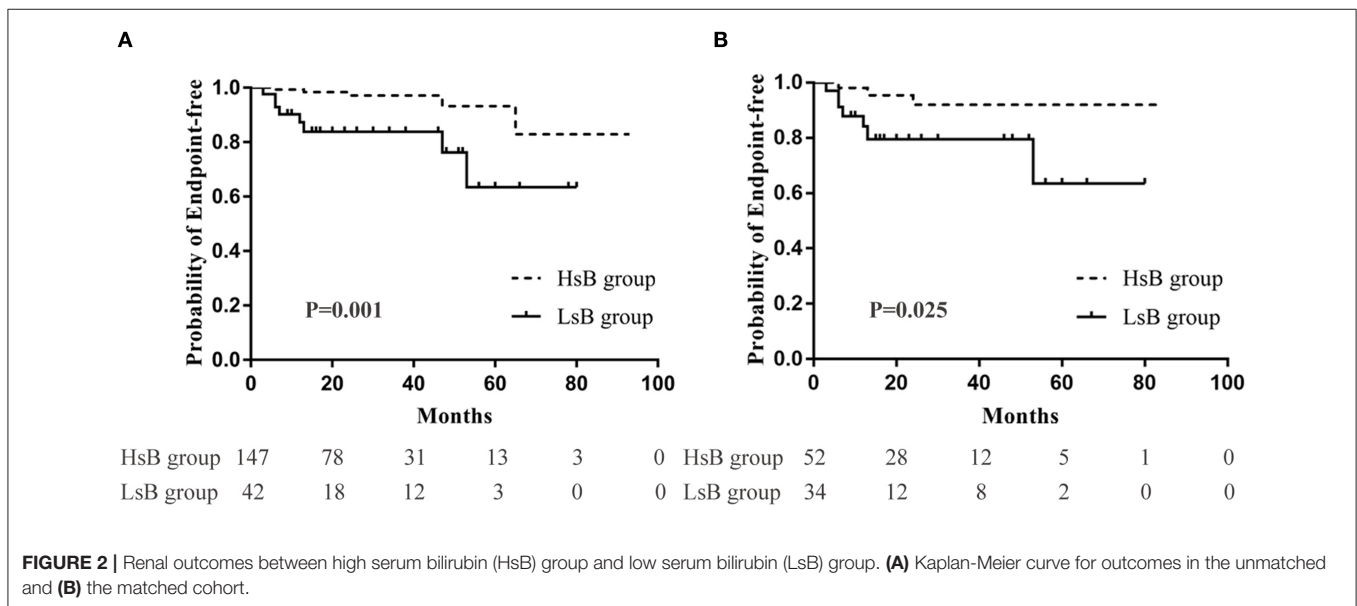 A
B
Probability of Endpoint-free
1.0
0.8
0.6
0.4
0.2
0.0
HsB group
LsB group
P=0.001
0 20 40 60 80 100
Months
HsB group 147 78 31 13 3 0
LsB group 42 18 12 3 0 0
Probability of Endpoint-free
1.0
0.8
0.6
0.4
0.2
0.0
HsB group
LsB group
P=0.025
0 20 40 60 80 100
Months
HsB group 52 28 12 5 1 0
LsB group 34 12 8 2 0 0
FIGURE 2 | Renal outcomes between high serum bilirubin (HsB) group and low serum bilirubin (LsB) group. (A) Kaplan-Meier curve for outcomes in the unmatched
and (B) the matched cohort.